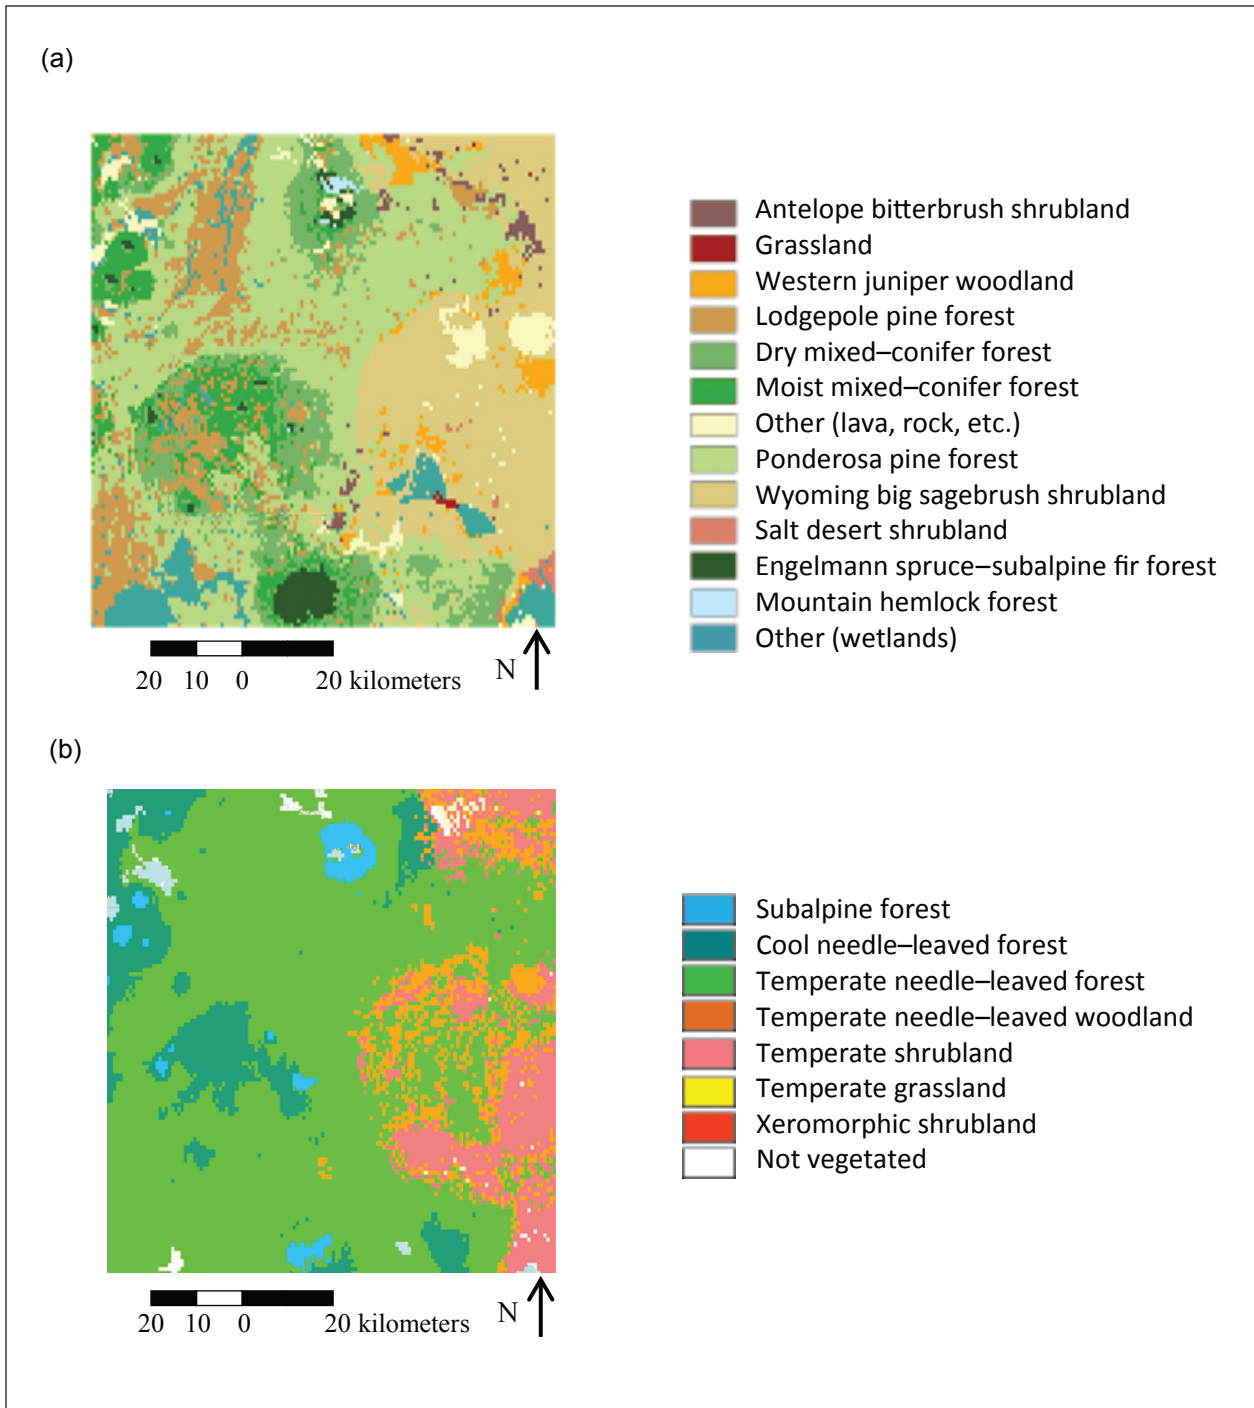 (a)
Antelope bitterbrush shrubland
Grassland
Western juniper woodland
Lodgepole pine forest
Dry mixed–conifer forest
Moist mixed–conifer forest
Other (lava, rock, etc.)
Ponderosa pine forest
Wyoming big sagebrush shrubland
Salt desert shrubland
Engelmann spruce–subalpine fir forest
Mountain hemlock forest
Other (wetlands)
20 10 0 20 kilometers
N
(b)
Subalpine forest
Cool needle–leaved forest
Temperate needle–leaved forest
Temperate needle–leaved woodland
Temperate shrubland
Temperate grassland
Xeromorphic shrubland
Not vegetated
20 10 0 20 kilometers
N